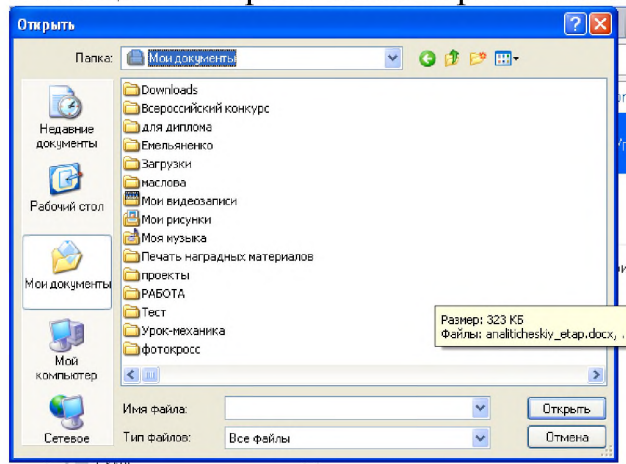 Открыть
Папка:
Мои документы
Недавние документы
Рабочий стол
Мои документы
Мой компьютер
Сетевое
Downloads
Всероссийский конкурс
для диплома
Емельяненко
Загрузки
маслова
Мои видеозаписи
Мои рисунки
Моя музыка
Печать наградных материалов
проекты
РАБОТА
Тест
Урок-механика
фотокросс
Размер: 323 КБ
Файлы: analiticheskiy_etap.docx, .
Имя файла:
Открыть
Тип файлов:
Все файлы
Отмена